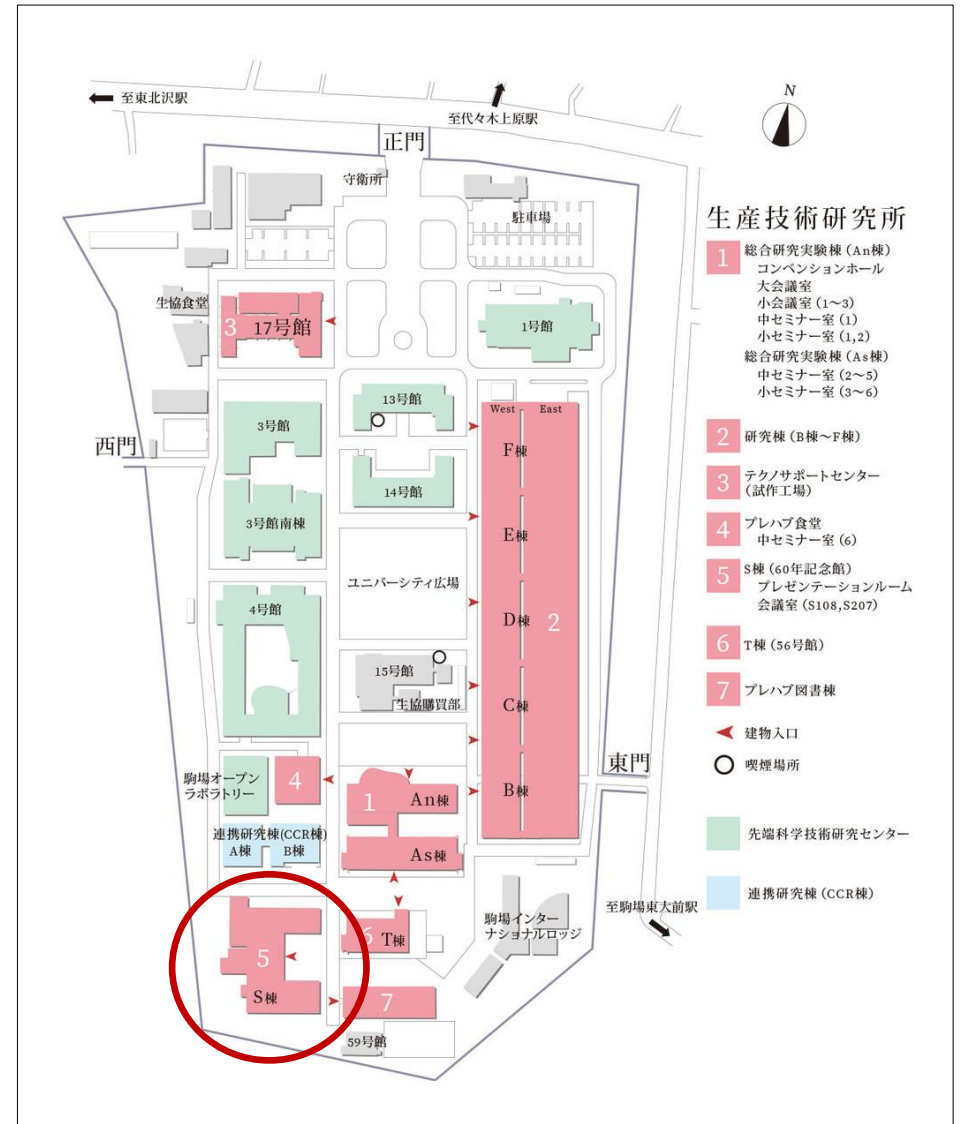 至東北沢駅
至代々木上原駅
N
正門
守衛所
駐車場
生協食堂
3
17号館
1号館
13号館
West
East
3号館
F棟
西門
14号館
3号館南棟
E棟
ユニバーシティ広場
4号館
D棟
2
15号館
生協購買部
C棟
東門
駒場オープン
ラボラトリー
4
1
An棟
B棟
連携研究棟(CCR棟)
A棟
B棟
As棟
至駒場東大前駅
駒場インター
ナショナルロッジ
6
T棟
5
S棟
7
59号館
生産技術研究所
1
総合研究実験棟(An棟)
コンベンションホール
大会議室
小会議室(1〜3)
中セミナー室(1)
小セミナー室(1,2)
総合研究実験棟(As棟)
中セミナー室(2〜5)
小セミナー室(3〜6)
2
研究棟(B棟〜F棟)
3
テクノサポートセンター
(試作工場)
4
プレハブ食堂
中セミナー室(6)
5
S棟(60年記念館)
プレゼンテーションルーム
会議室(S108,S207)
6
T棟(56号館)
7
プレハブ図書棟
建物入口
喫煙場所
先端科学技術研究センター
連携研究棟(CCR棟)